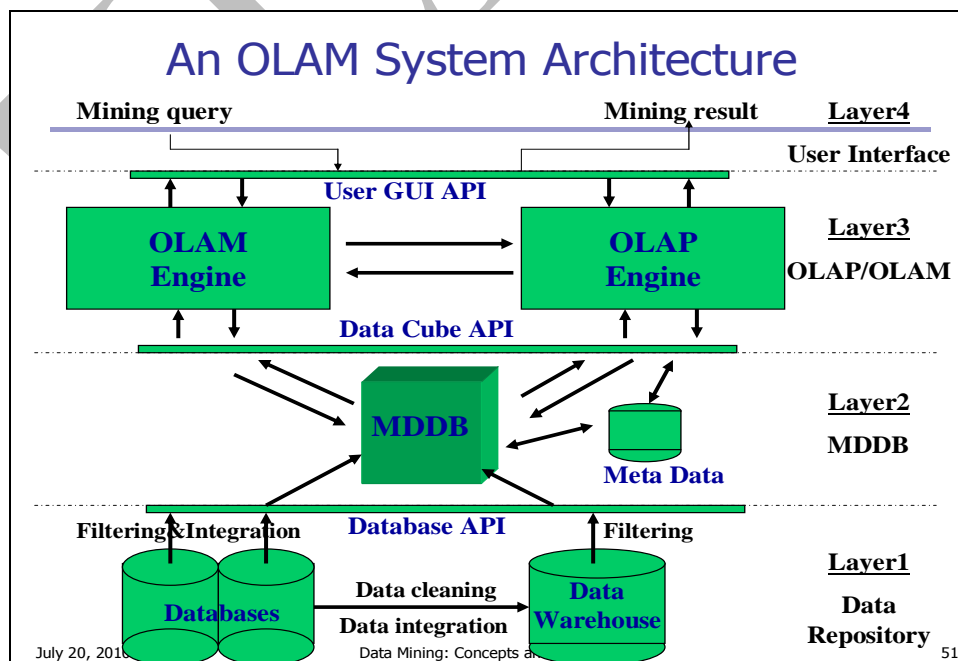 An OLAM System Architecture
Mining query
Mining result
Layer4
User Interface
User GUI API
OLAM
Engine
OLAP
Engine
Layer3
OLAP/OLAM
Data Cube API
MDDB
Meta Data
Layer2
MDDB
Filtering&Integration
Database API
Filtering
Databases
Data cleaning
Data integration
Data
Warehouse
Layer1
Data
Repository
July 20,
Data Mining: Concepts
51